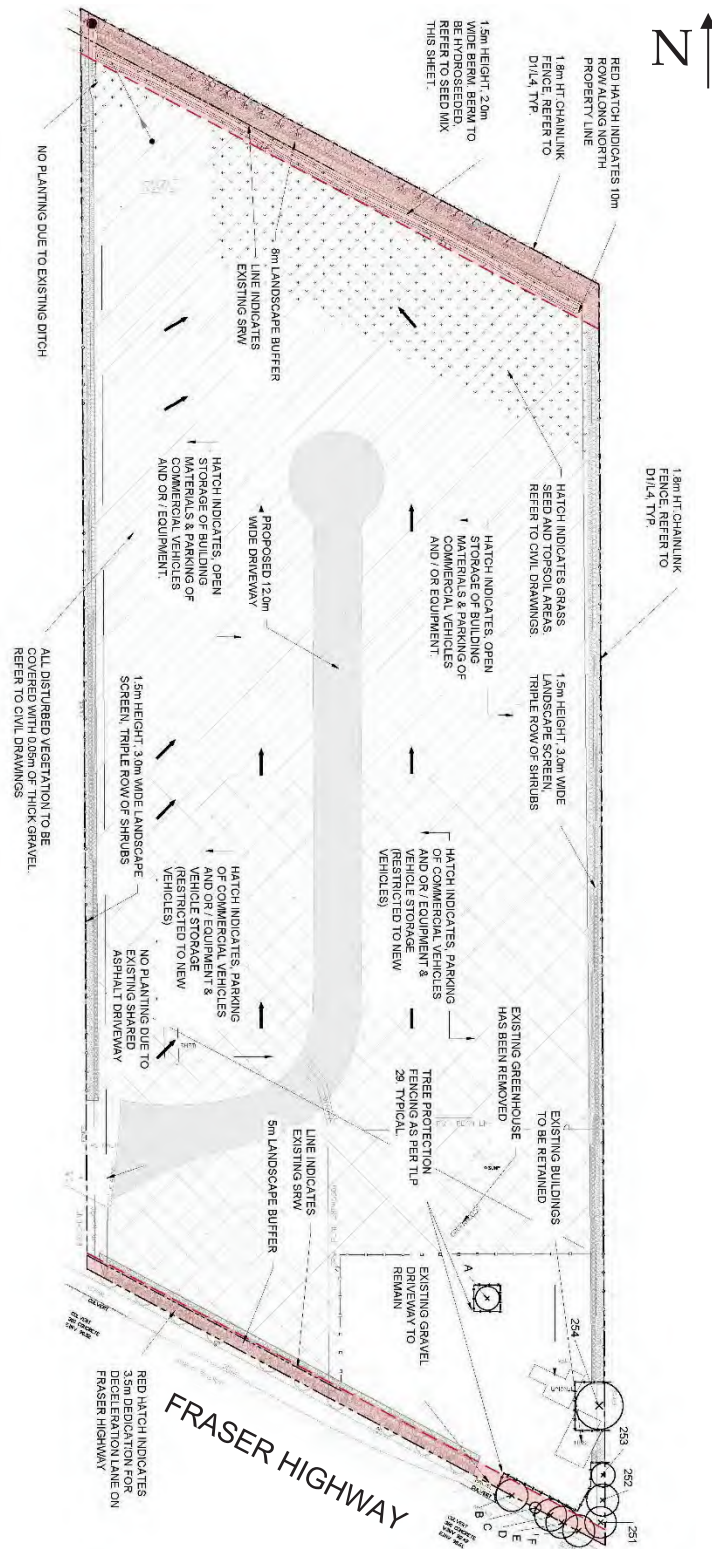 N
RED HATCH INDICATES 10m
ROW ALONG NORTH
PROPERTY LINE
1.8m HT.CHAINLINK
FENCE, REFER TO
D1/L4, TYP.
1.5m HEIGHT, 2.0m
WIDE BERM. BERM TO
BE HYDROSEEDED,
REFER TO SEED MIX
THIS SHEET.
NO PLANTING DUE TO EXISTING DITCH
8m LANDSCAPE BUFFER
LINE INDICATES
EXISTING SRW
1.8m HT.CHAINLINK
FENCE, REFER TO
D1/L4, TYP.
HATCH INDICATES GRASS
SEED AND TOPSOIL AREAS.
REFER TO CIVIL DRAWINGS.
HATCH INDICATES, OPEN
STORAGE OF BUILDING
MATERIALS & PARKING OF
COMMERCIAL VEHICLES
AND / OR EQUIPMENT.
HATCH INDICATES, OPEN
STORAGE OF BUILDING
MATERIALS & PARKING OF
COMMERCIAL VEHICLES
AND OR / EQUIPMENT.
PROPOSED 12.0m
WIDE DRIVEWAY
1.5m HEIGHT, 3.0m WIDE
LANDSCAPE SCREEN,
TRIPLE ROW OF SHRUBS
ALL DISTURBED VEGETATION TO BE
COVERED WITH 0.05m OF THICK GRAVEL.
REFER TO CIVIL DRAWINGS
1.5m HEIGHT, 3.0m WIDE LANDSCAPE
SCREEN, TRIPLE ROW OF SHRUBS
HATCH INDICATES, PARKING
OF COMMERCIAL VEHICLES
AND OR / EQUIPMENT &
VEHICLE STORAGE
(RESTRICTED TO NEW
VEHICLES)
HATCH INDICATES, PARKING
OF COMMERCIAL VEHICLES
AND OR / EQUIPMENT &
VEHICLE STORAGE
(RESTRICTED TO NEW
VEHICLES)
NO PLANTING DUE TO
EXISTING SHARED
ASPHALT DRIVEWAY
EXISTING GREENHOUSE
HAS BEEN REMOVED
TREE PROTECTION
FENCING AS PER TLP
29, TYPICAL.
EXISTING BUILDINGS
TO BE RETAINED
LINE INDICATES
EXISTING SRW
5m LANDSCAPE BUFFER
EXISTING GRAVEL
DRIVEWAY TO
REMAIN
A
254
253
252
251
B
C
D
E
F
RED HATCH INDICATES
3.5m DEDICATION FOR
DECELERATION LANE ON
FRASER HIGHWAY
FRASER HIGHWAY
CULVERT
CULVERT